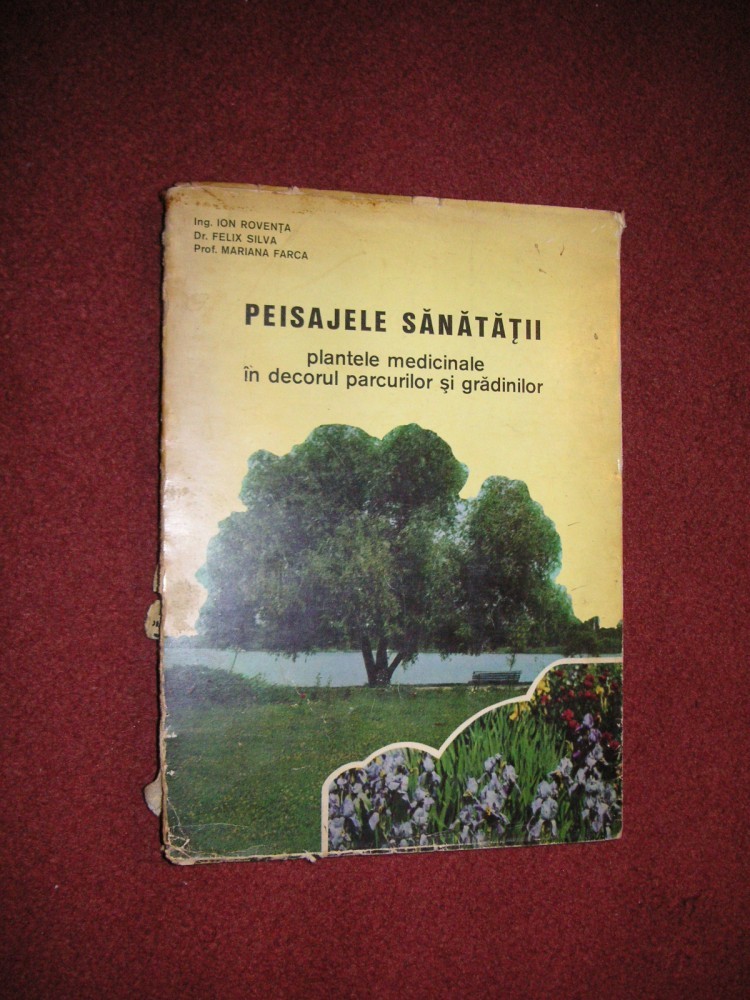 Ing. ION ROVENȚA
Dr. FELIX SILVA
Prof. MARIANA FARCA
PEISAJELE SĂNĂTĂȚII
plantele medicinale
în decorul parcurilor și grădinilor